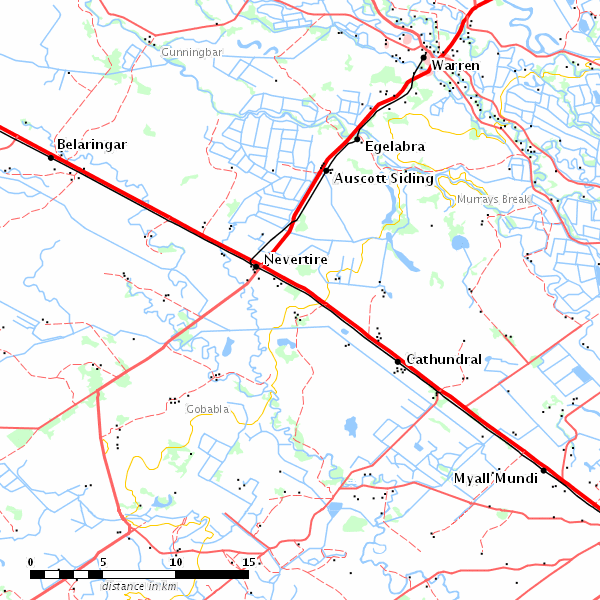 Gunningbar
Warren
Belaringar
Egelabra
Auscott Siding
Murrays Break
Nevertire
Cathundral
Gobabla
Myall Mundi
0 5 10 15
distance in km